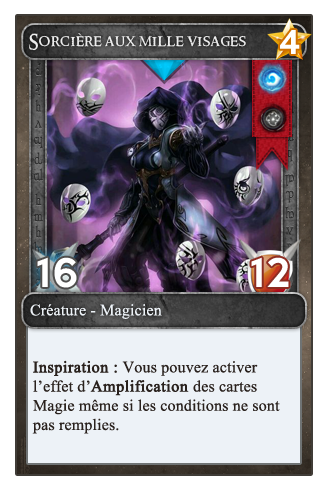 Sorcière aux mille visages
4
16
12
Créature - Magicien
Inspiration : Vous pouvez activer
l'effet d'Amplification des cartes
Magie même si les conditions ne sont
pas remplies.